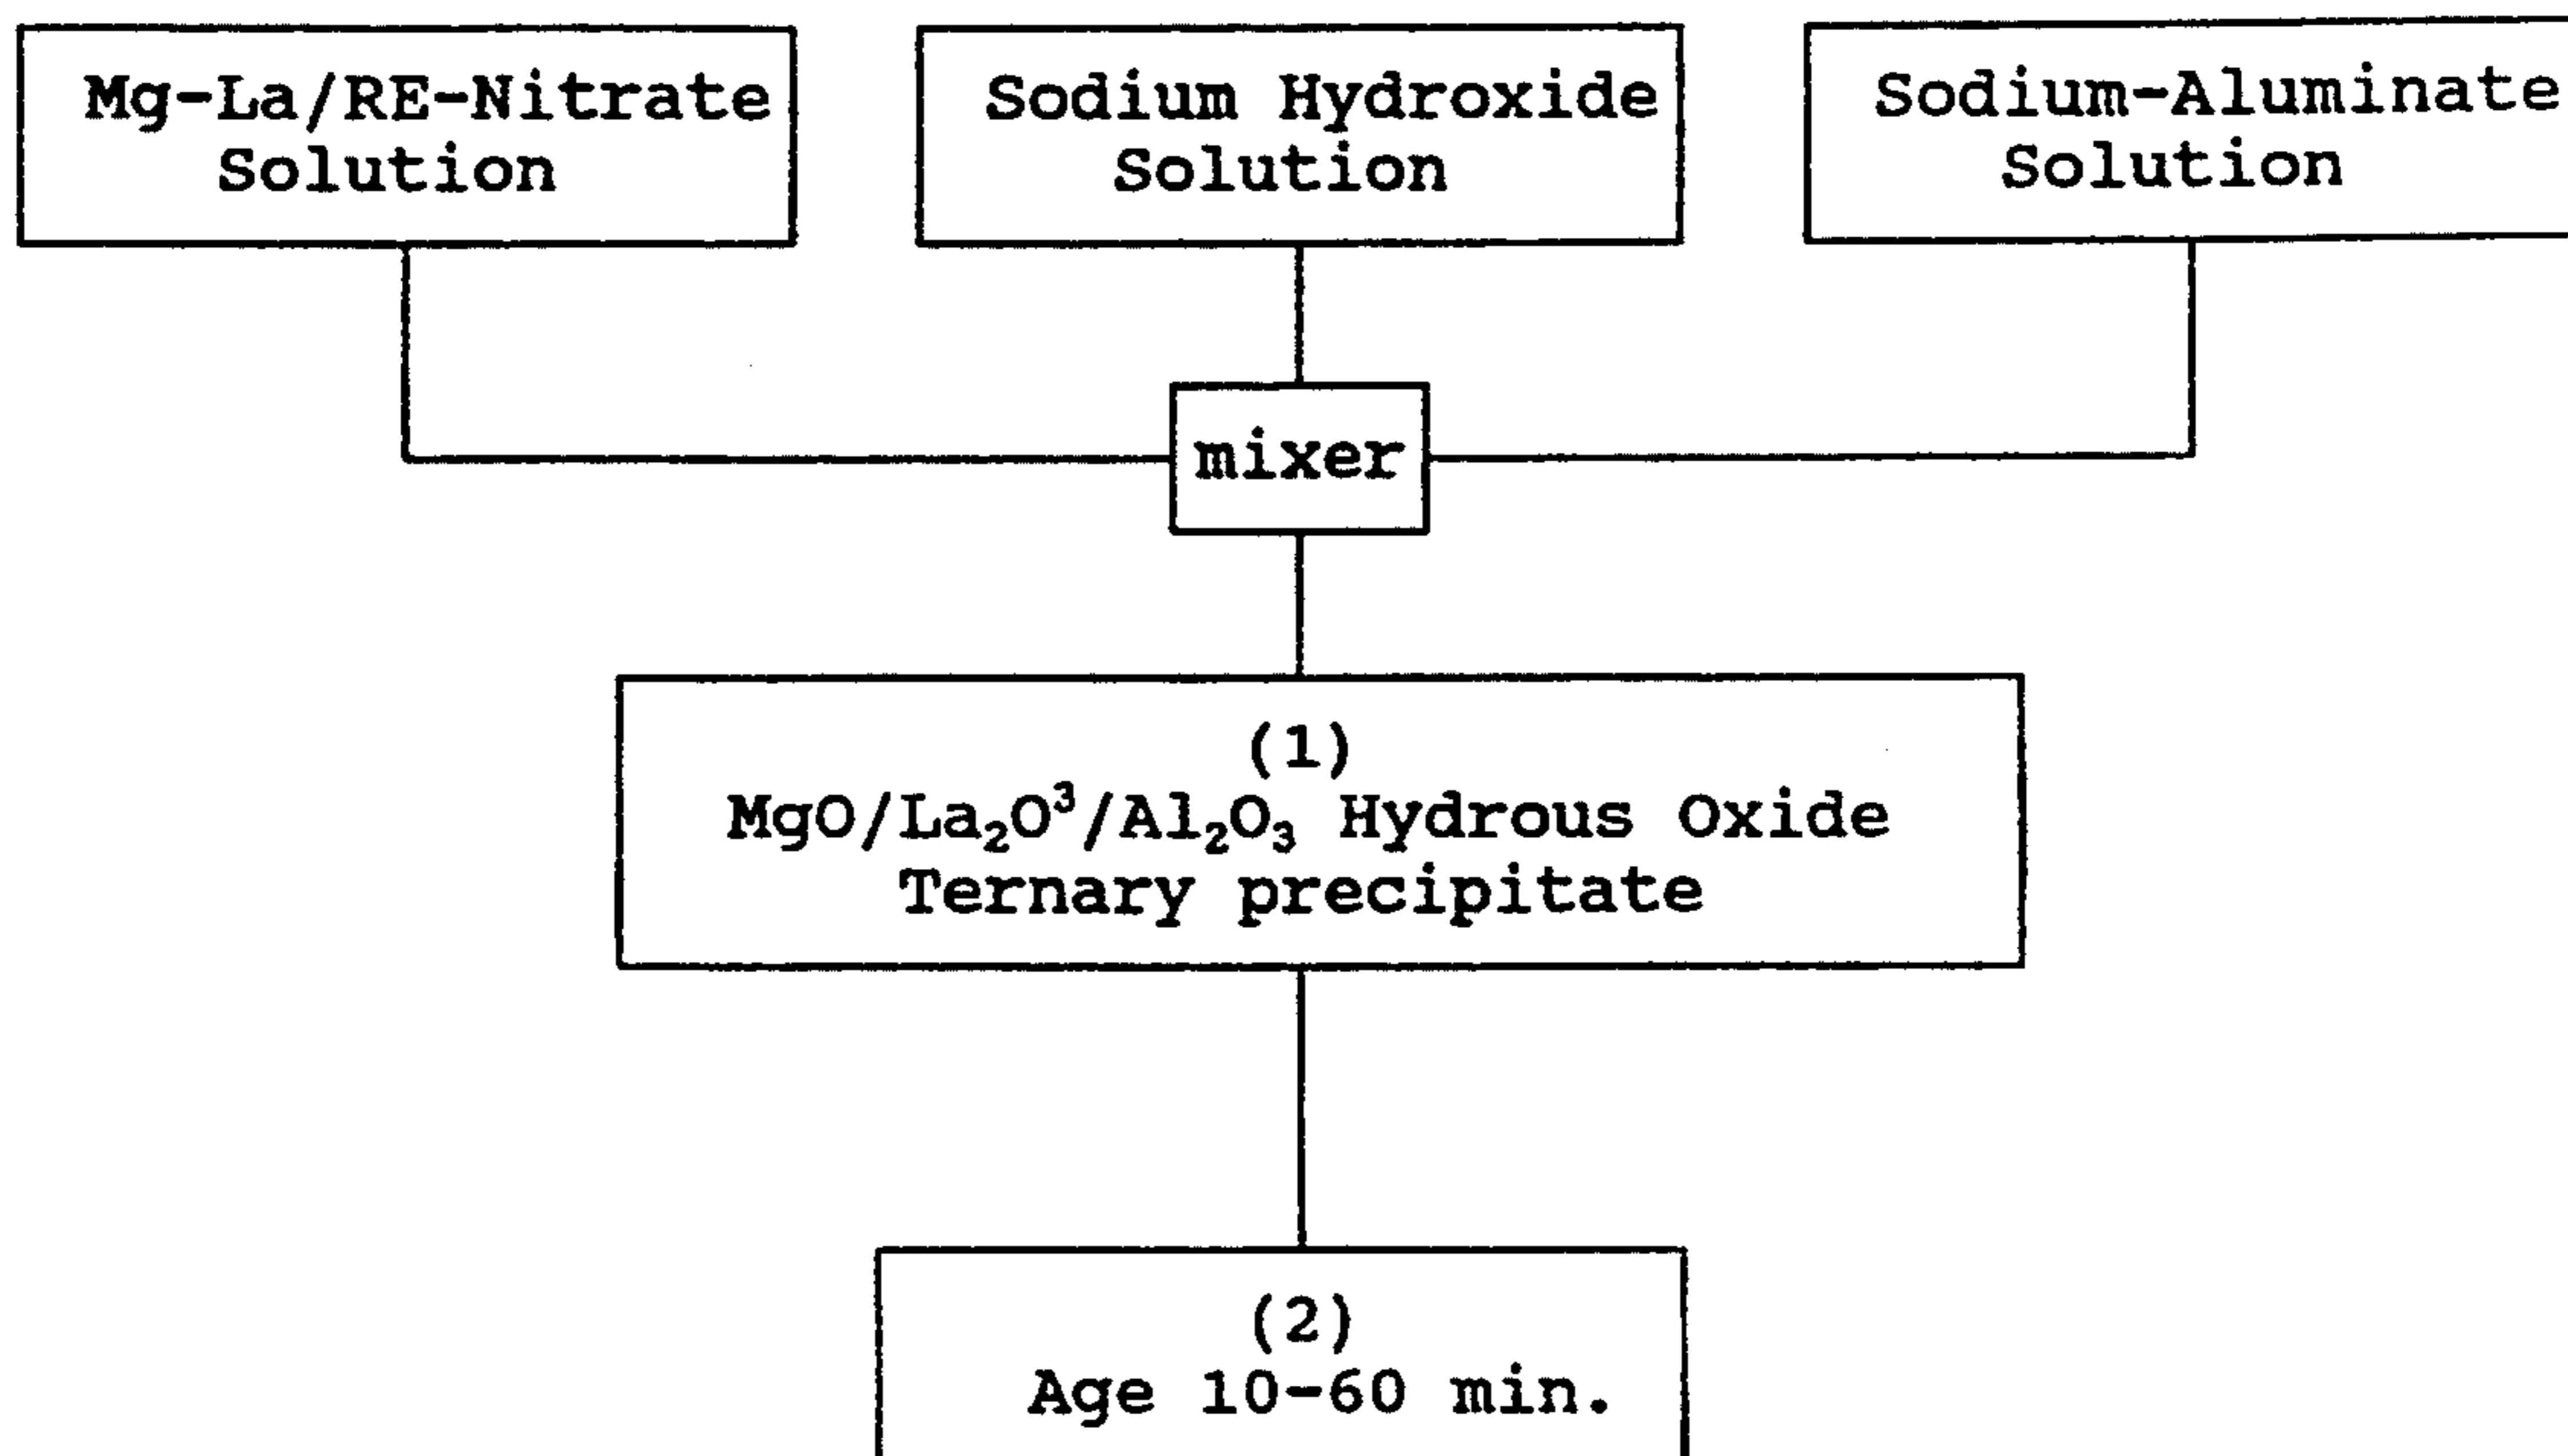 Mg-La/RE-Nitrate
Solution
Sodium Hydroxide
Solution
Sodium-Aluminate
Solution
mixer
(1)
MgO/La₂O³/Al₂O₃ Hydrous Oxide
Ternary precipitate
(2)
Age 10-60 min.